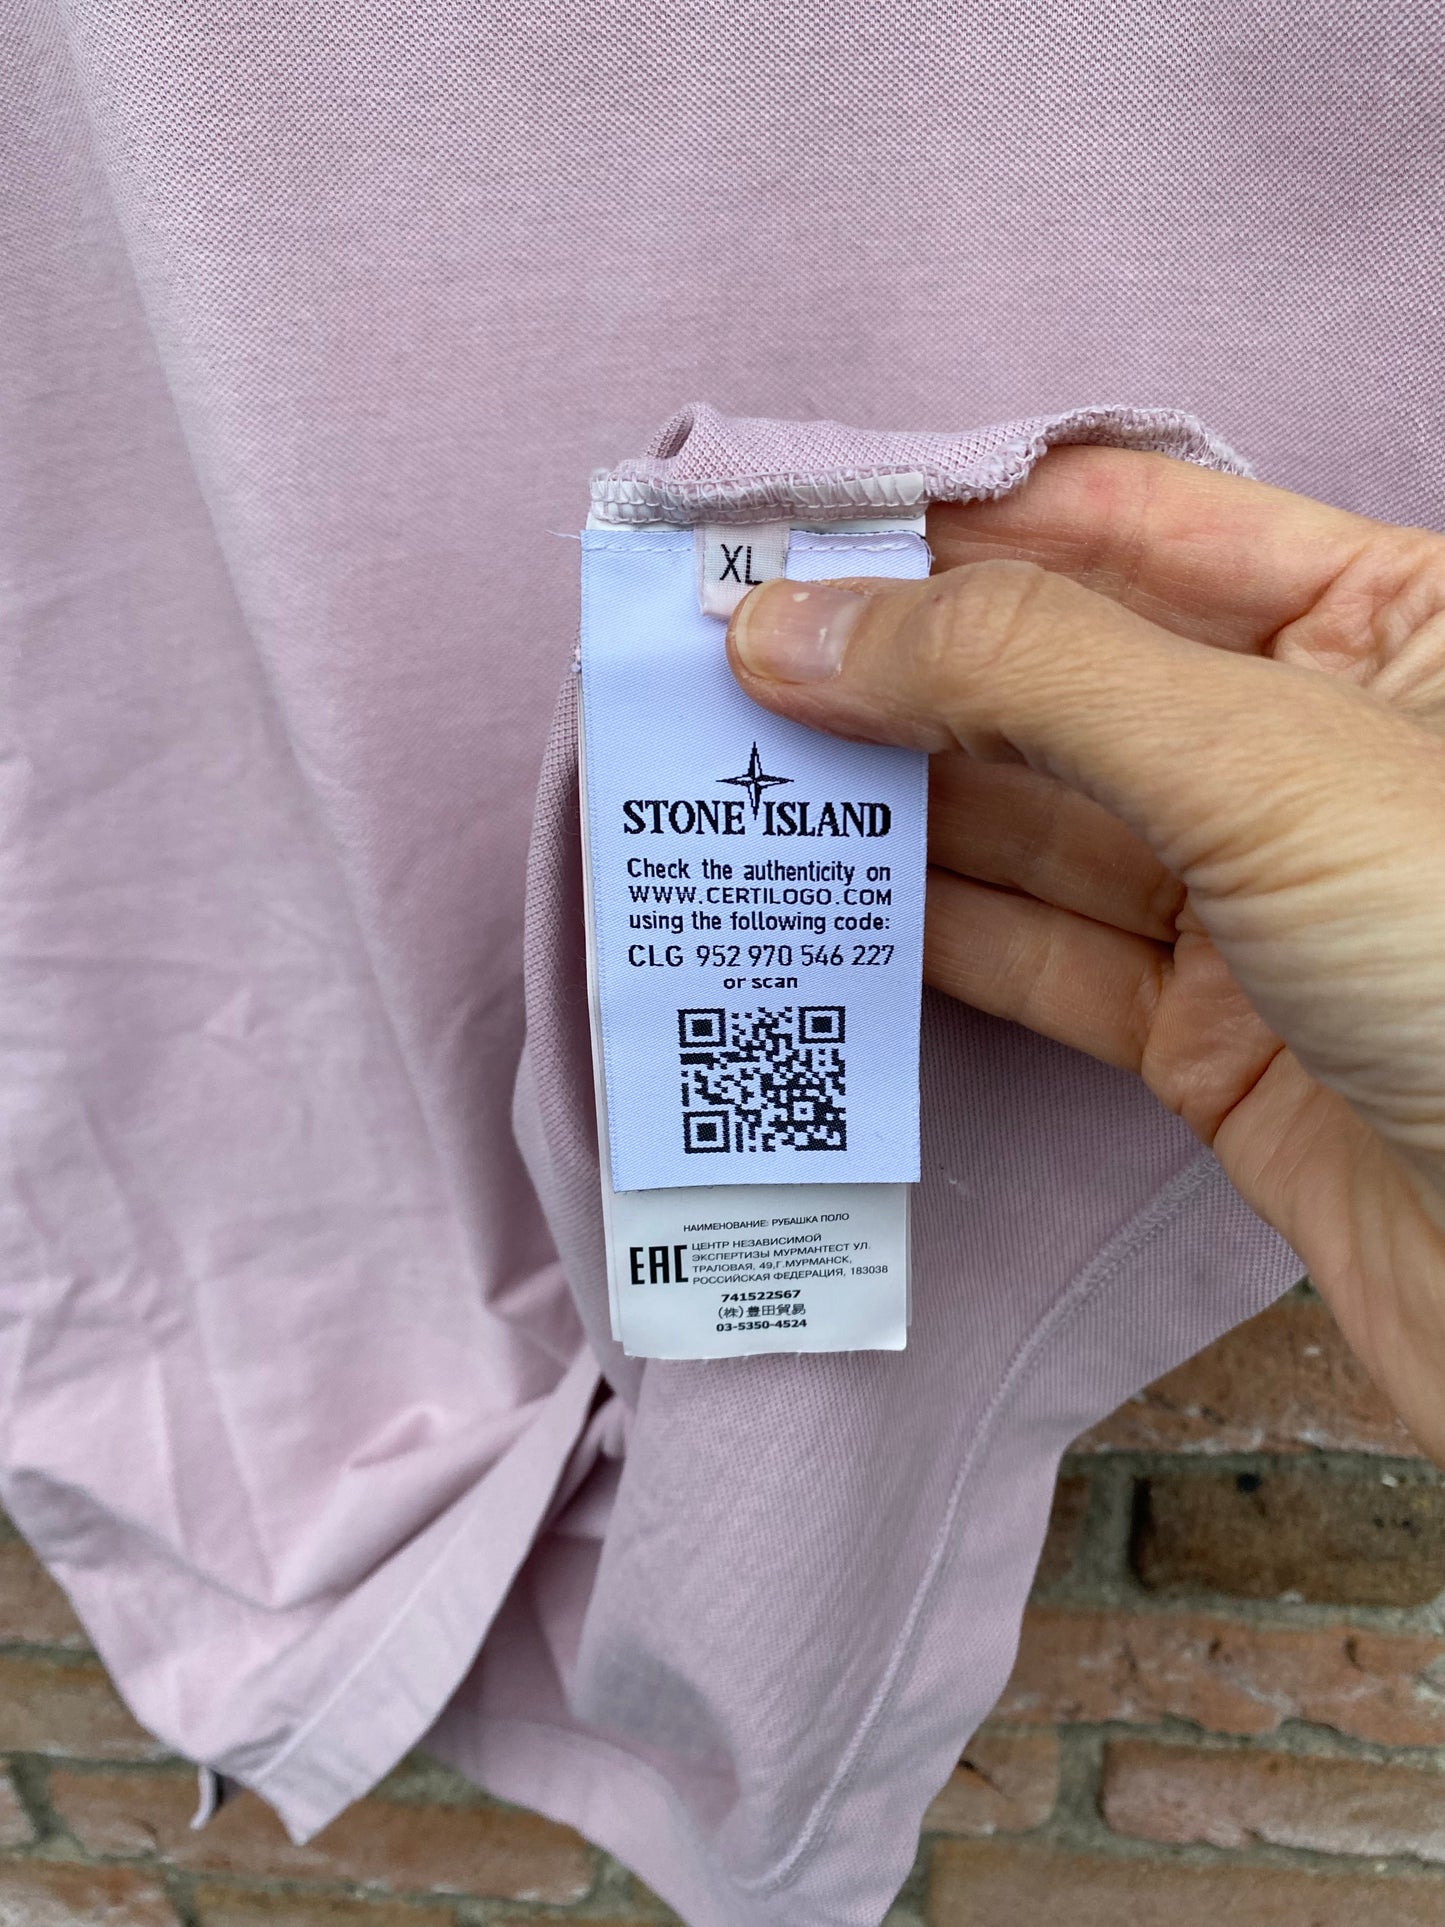 XL
STONE ISLAND
Check the authenticity on
WWW.CERTILOGO.COM
using the following code:
CLG 952 970 546 227
or scan
НАИМЕНОВАНИЕ: РУБАШКА ПОЛО
EAC
ЦЕНТР НЕЗАВИСИМОЙ
ЭКСПЕРТИЗЫ МУРМАНТЕСТ УЛ.
ТРАЛОВАЯ, 49,Г.МУРМАНСК,
РОССИЙСКАЯ ФЕДЕРАЦИЯ, 183038
741522S67
(株)豊田貿易
03-5350-4524